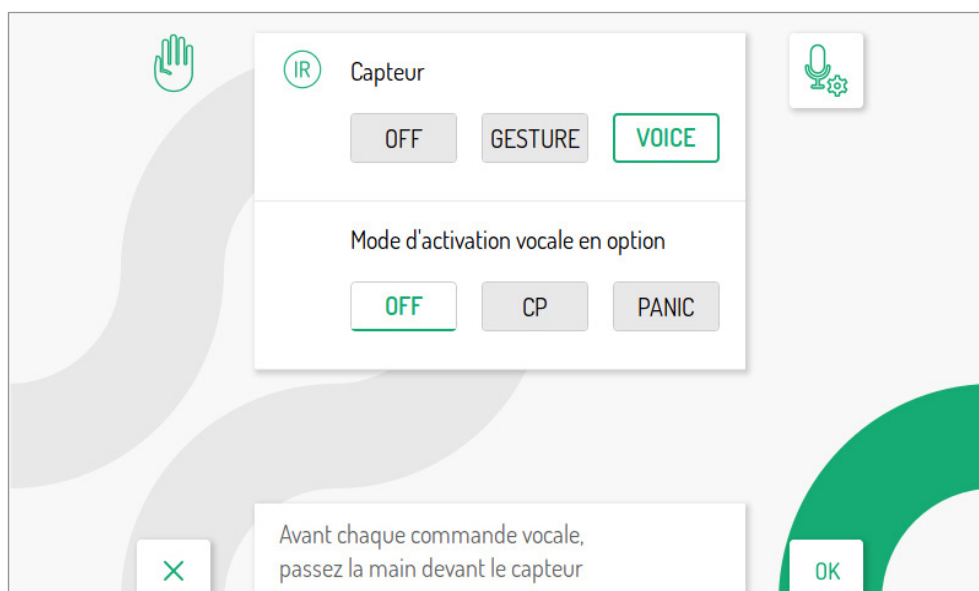 IR Capteur
OFF GESTURE VOICE
Mode d'activation vocale en option
OFF CP PANIC
Avant chaque commande vocale,
passez la main devant le capteur
OK